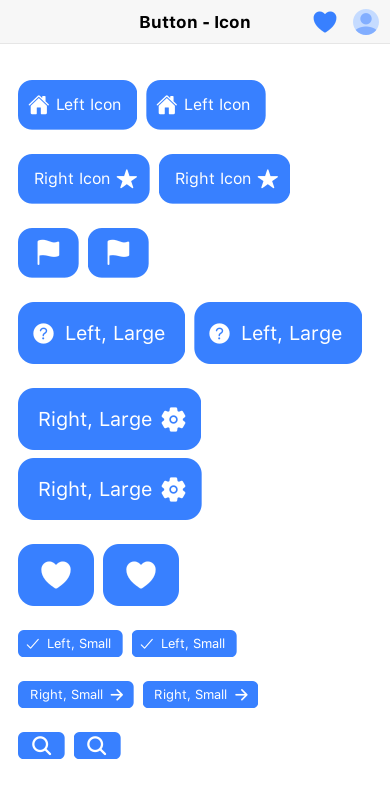 Button - Icon
Left Icon Left Icon
Right Icon Right Icon
? Left, Large ? Left, Large
Right, Large
Right, Large
Left, Small Left, Small
Right, Small Right, Small